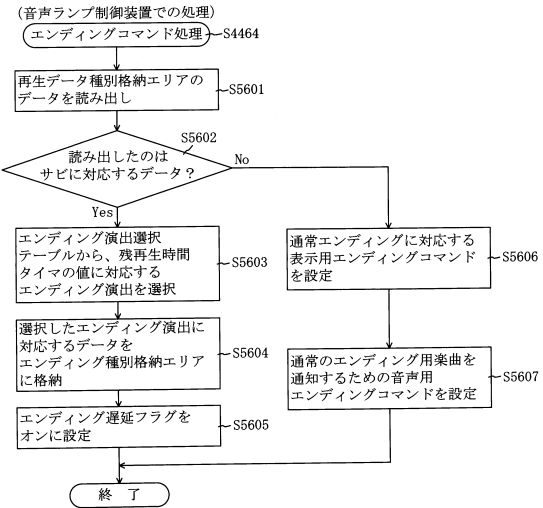 (音声ランプ制御装置での処理)
エンディングコマンド処理
S4464
再生データ種別格納エリアの
データを読み出し
S5601
S5602
読み出したのは
サビに対応するデータ?
No
Yes
エンディング演出選択
テーブルから、残再生時間
タイマの値に対応する
エンディング演出を選択
S5603
通常エンディングに対応する
表示用エンディングコマンド
を設定
S5606
選択したエンディング演出に
対応するデータを
エンディング種別格納エリア
に格納
S5604
通常のエンディング用楽曲を
通知するための音声用
エンディングコマンドを設定
S5607
エンディング遅延フラグを
オンに設定
S5605
終 了